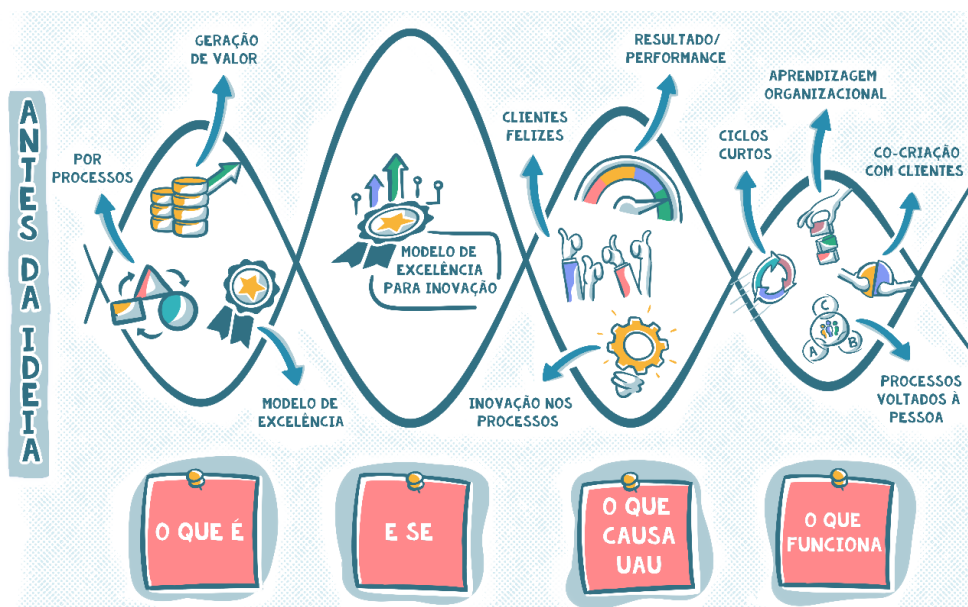 ANTES DA IDEIA
GERAÇÃO
DE VALOR
POR
PROCESSOS
MODELO DE
EXCELÊNCIA
MODELO DE
EXCELÊNCIA
PARA INOVAÇÃO
CLIENTES
FELIZES
RESULTADO/
PERFORMANCE
INOVAÇÃO NOS
PROCESSOS
CICLOS
CURTOS
APRENDIZAGEM
ORGANIZACIONAL
CO-CRIAÇÃO
COM CLIENTES
C
A
B
PROCESSOS
VOLTADOS À
PESSOA
O QUE É
E SE
O QUE
CAUSA
UAU
O QUE
FUNCIONA